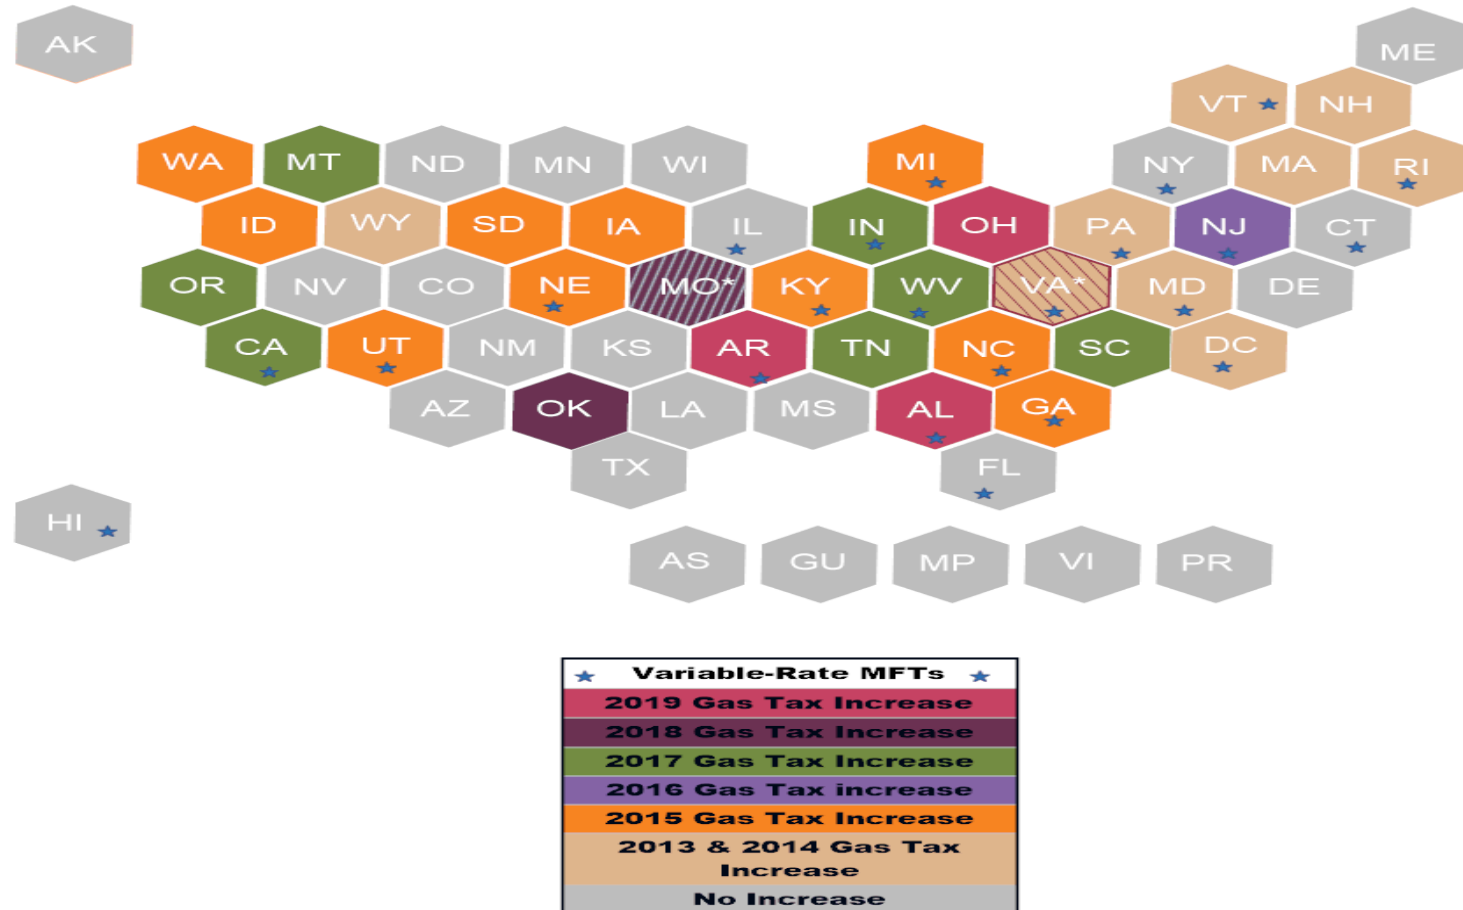 AK
ME
VT
NH
WA
MT
ND
MN
WI
MI
NY
MA
RI
ID
WY
SD
IA
IL
IN
OH
PA
NJ
CT
OR
NV
CO
NE
MO*
KY
WV
VA*
MD
DE
CA
UT
NM
KS
AR
TN
NC
SC
DC
AZ
OK
LA
MS
AL
GA
TX
FL
HI
AS
GU
MP
VI
PR
Variable-Rate MFTs
2019 Gas Tax Increase
2018 Gas Tax Increase
2017 Gas Tax Increase
2016 Gas Tax increase
2015 Gas Tax Increase
2013 & 2014 Gas Tax
Increase
No Increase